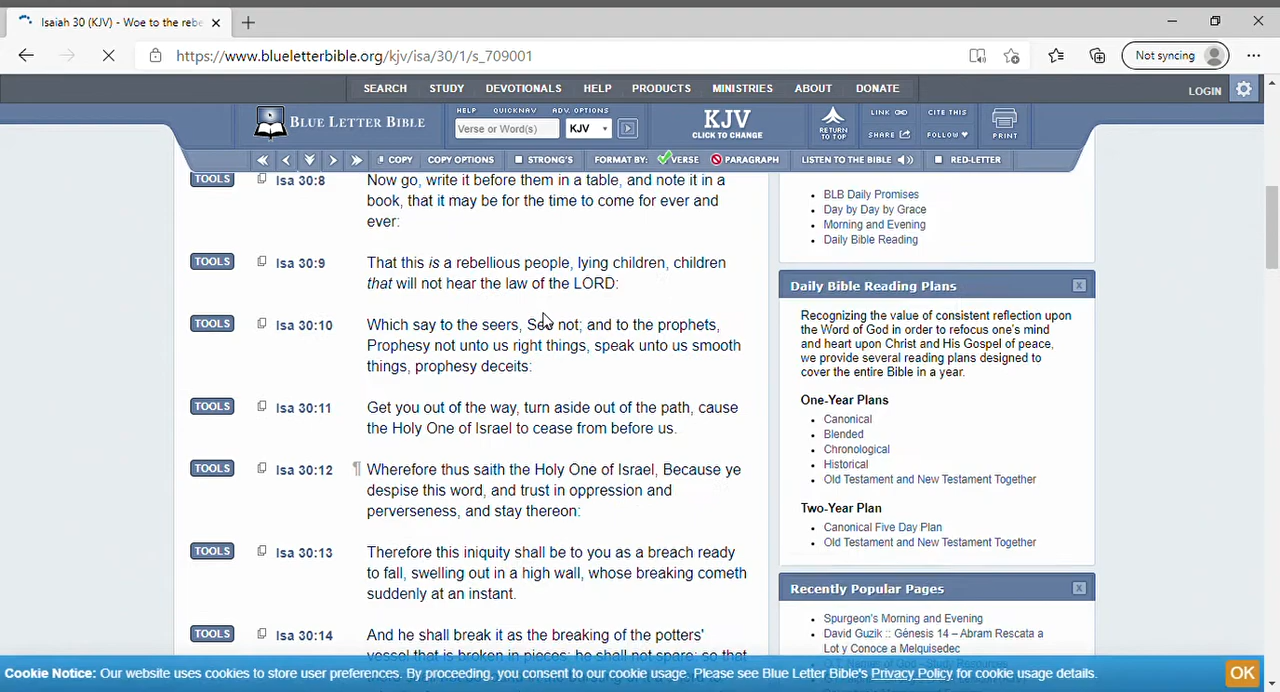 Isaiah 30 (KJV) - Woe to the rebe
https://www.blueletterbible.org/kjv/isa/30/1/s_709001
Not syncing
SEARCH STUDY DEVOTIONALS HELP PRODUCTS MINISTRIES ABOUT DONATE
LOGIN
BLUE LETTER BIBLE
HELP QUICKNAV ADV. OPTIONS
Verse or Word(s) KJV
KJV
CLICK TO CHANGE
RETURN
TO TOP
LINK CITE THIS
SHARE FOLLOW
PRINT
COPY COPY OPTIONS STRONG'S FORMAT BY: VERSE PARAGRAPH LISTEN TO THE BIBLE RED-LETTER
TOOLS Isa 30:8 Now go, write it before them in a table, and note it in a
book, that it may be for the time to come for ever and
ever:
TOOLS Isa 30:9 That this is a rebellious people, lying children, children
that will not hear the law of the LORD:
TOOLS Isa 30:10 Which say to the seers, See not; and to the prophets,
Prophesy not unto us right things, speak unto us smooth
things, prophesy deceits:
TOOLS Isa 30:11 Get you out of the way, turn aside out of the path, cause
the Holy One of Israel to cease from before us.
TOOLS Isa 30:12 ¶ Wherefore thus saith the Holy One of Israel, Because ye
despise this word, and trust in oppression and
perverseness, and stay thereon:
TOOLS Isa 30:13 Therefore this iniquity shall be to you as a breach ready
to fall, swelling out in a high wall, whose breaking cometh
suddenly at an instant.
TOOLS Isa 30:14 And he shall break it as the breaking of the potters'
vessel that is broken in pieces; he shall not spare: so that
BLB Daily Promises
Day by Day by Grace
Morning and Evening
Daily Bible Reading
Daily Bible Reading Plans
Recognizing the value of consistent reflection upon
the Word of God in order to refocus one's mind
and heart upon Christ and His Gospel of peace,
we provide several reading plans designed to
cover the entire Bible in a year.
One-Year Plans
Canonical
Blended
Chronological
Historical
Old Testament and New Testament Together
Two-Year Plan
Canonical Five Day Plan
Old Testament and New Testament Together
Recently Popular Pages
Spurgeon's Morning and Evening
David Guzik :: Génesis 14 – Abram Rescata a
Lot y Conoce a Melquisedec
O.T. Names of God - Study Resources
Cookie Notice: Our website uses cookies to store user preferences. By proceeding, you consent to our cookie usage. Please see Blue Letter Bible's Privacy Policy for cookie usage details.
OK